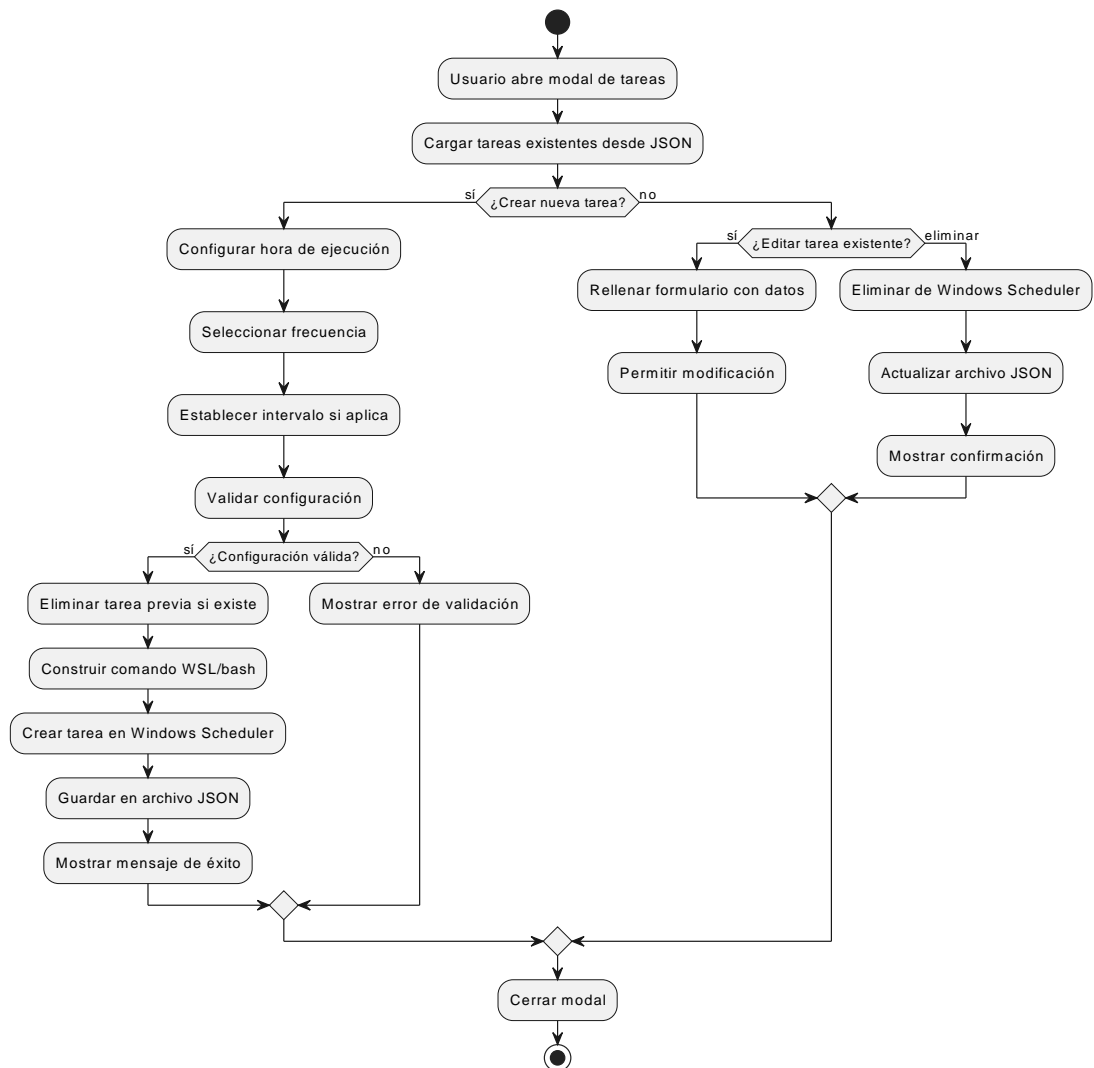 Usuario abre modal de tareas
Cargar tareas existentes desde JSON
sí
¿Crear nueva tarea?
no
Configurar hora de ejecución
Seleccionar frecuencia
Establecer intervalo si aplica
Validar configuración
sí
¿Configuración válida?
no
Eliminar tarea previa si existe
Construir comando WSL/bash
Crear tarea en Windows Scheduler
Guardar en archivo JSON
Mostrar mensaje de éxito
Mostrar error de validación
sí
¿Editar tarea existente?
eliminar
Rellenar formulario con datos
Permitir modificación
Eliminar de Windows Scheduler
Actualizar archivo JSON
Mostrar confirmación
Cerrar modal